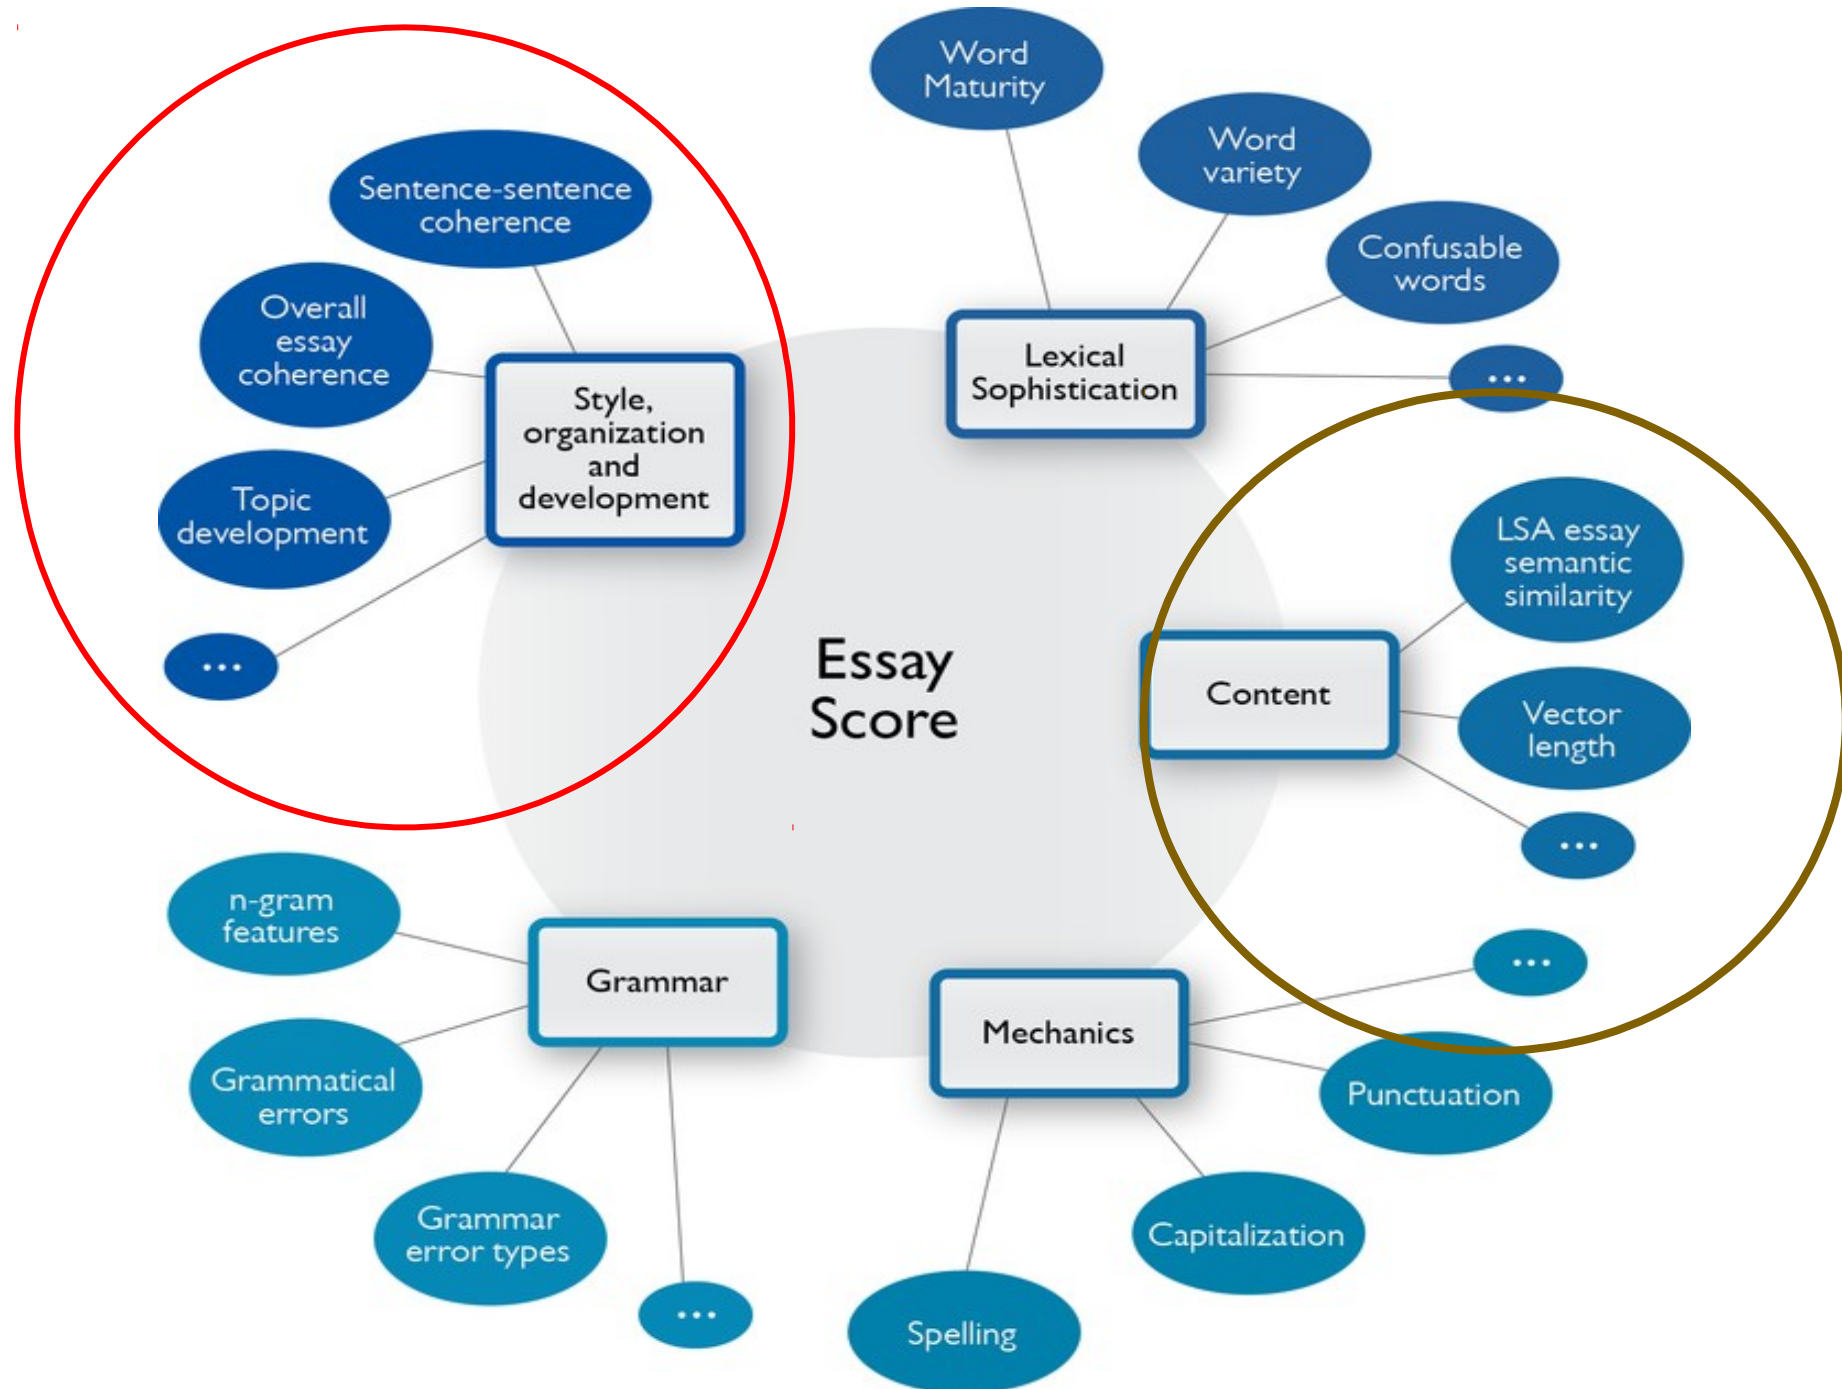 Word
Maturity
Word
variety
Confusable
words
...
Lexical
Sophistication
Sentence-sentence
coherence
Overall
essay
coherence
Topic
development
...
Style,
organization
and
development
Essay
Score
LSA essay
semantic
similarity
Vector
length
...
Content
n-gram
features
Grammatical
errors
Grammar
error types
...
Grammar
Mechanics
...
Punctuation
Capitalization
Spelling